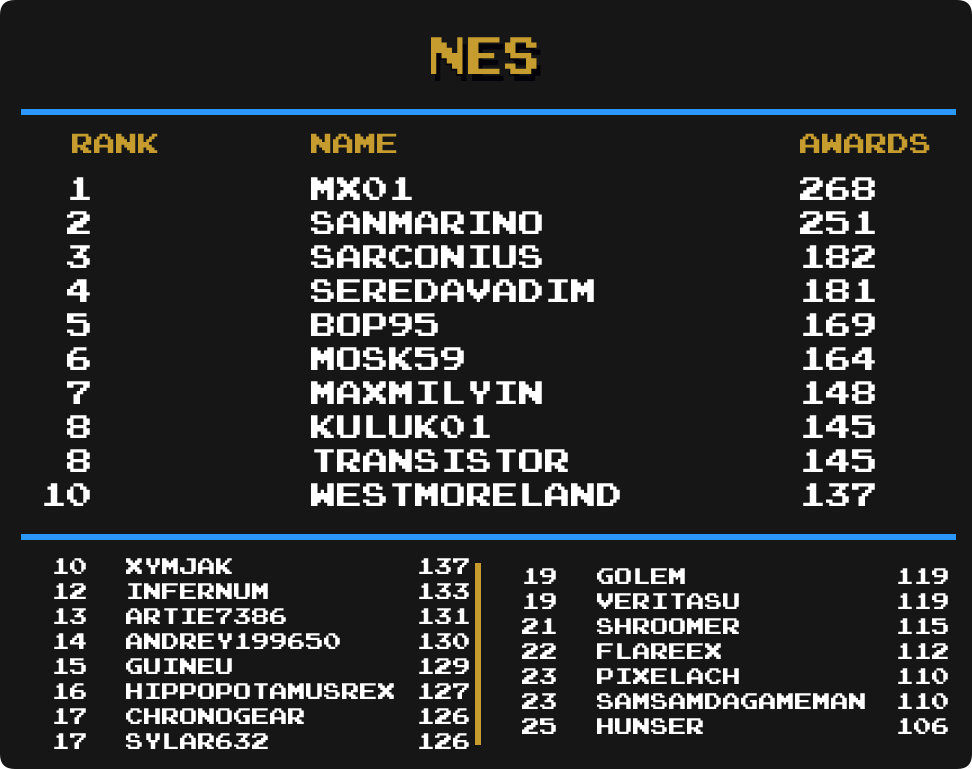 NES
RANK NAME AWARDS
1 MX01 268
2 SANMARINO 251
3 SARCONIUS 182
4 SEREDAVADIM 181
5 BOP95 169
6 MOSK59 164
7 MAXMILYIN 148
8 KULUK01 145
8 TRANSISTOR 145
10 WESTMORELAND 137
10 XYMJAK 137
12 INFERNUM 133
13 ARTIE7386 131
14 ANDREY199650 130
15 GUINEU 129
16 HIPPOPOTAMUSREX 127
17 CHRONOGEAR 126
17 SYLAR632 126
19 GOLEM 119
19 VERITASU 119
21 SHROOMER 115
22 FLAREEX 112
23 PIXELACH 110
23 SAMSAMDAGAMEMAN 110
25 HUNSER 106